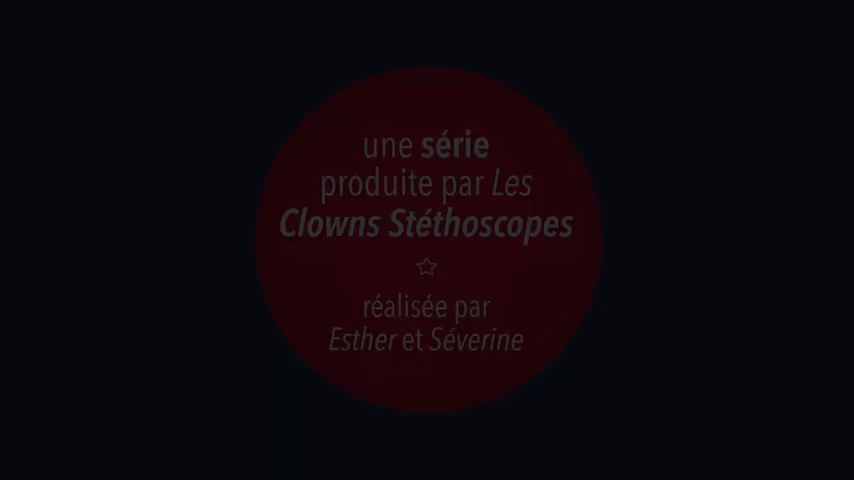 une série
produite par Les
Clowns Stéthoscopes
réalisée par
Esther et Séverine